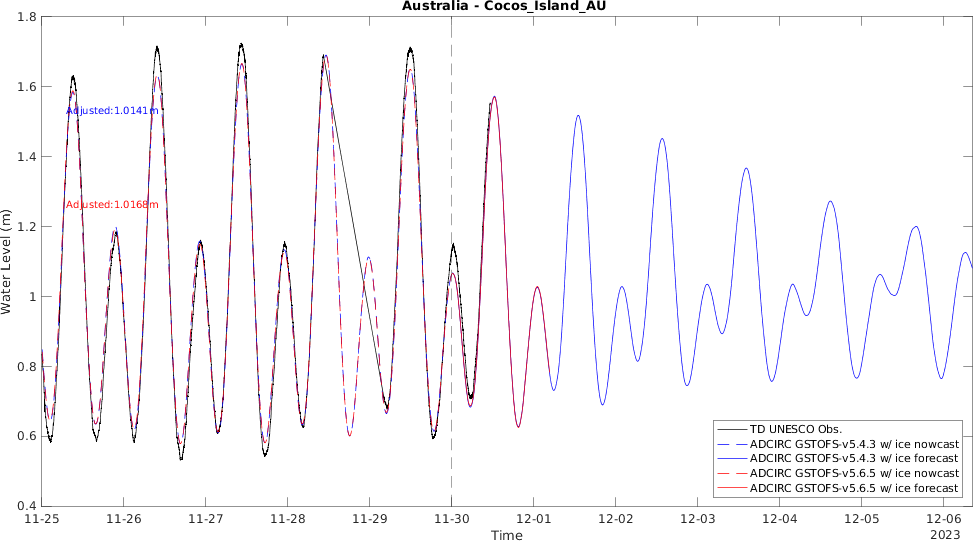 Australia - Cocos_Island_AU
1.8
1.6
1.4
1.2
1
0.8
0.6
0.4
Water Level (m)
Adjusted:1.0141m
Adjusted:1.0168m
TD UNESCO Obs.
ADCIRC GSTOFS-v5.4.3 w/ ice nowcast
ADCIRC GSTOFS-v5.4.3 w/ ice forecast
ADCIRC GSTOFS-v5.6.5 w/ ice nowcast
ADCIRC GSTOFS-v5.6.5 w/ ice forecast
11-25 11-26 11-27 11-28 11-29 11-30 12-01 12-02 12-03 12-04 12-05 12-06
Time
2023